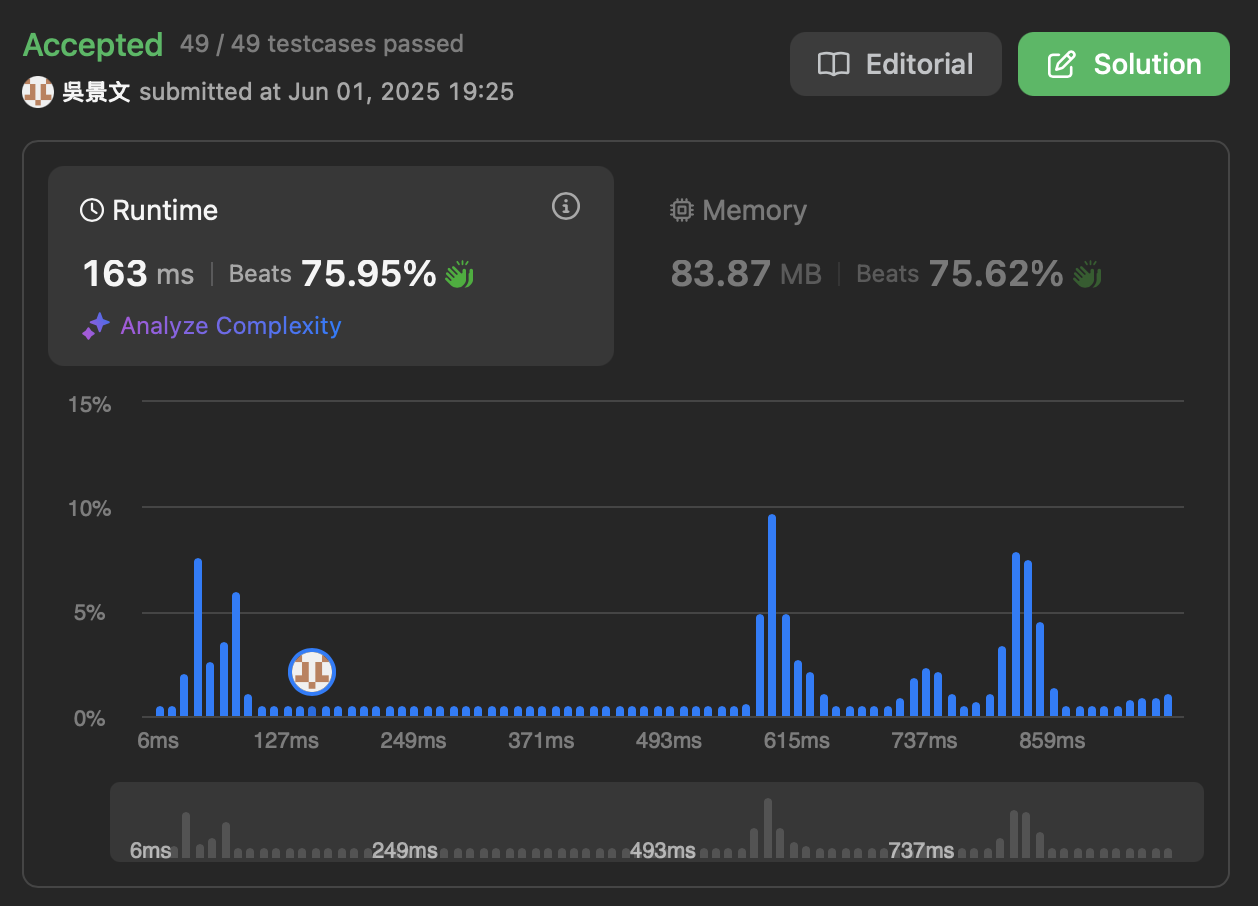 Accepted 49 / 49 testcases passed
吳景文 submitted at Jun 01, 2025 19:25
Editorial
Solution
Runtime
163 ms | Beats 75.95%
Analyze Complexity
Memory
83.87 MB | Beats 75.62%
15%
10%
5%
0%
6ms 127ms 249ms 371ms 493ms 615ms 737ms 859ms
6ms 249ms 493ms 737ms